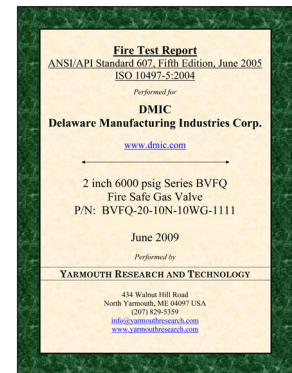 Fire Test Report
ANSI/API Standard 607, Fifth Edition, June 2005
ISO 10497-5:2004
Performed for
DMIC
Delaware Manufacturing Industries Corp.
www.dmic.com
2 inch 6000 psig Series BVFQ
Fire Safe Gas Valve
P/N: BVFQ-20-10N-10WG-1111
June 2009
Performed by
YARMOUTH RESEARCH AND TECHNOLOGY
434 Walnut Hill Road
North Yarmouth, ME 04097 USA
(207) 829-5359
info@yarmouthresearch.com
www.yarmouthresearch.com